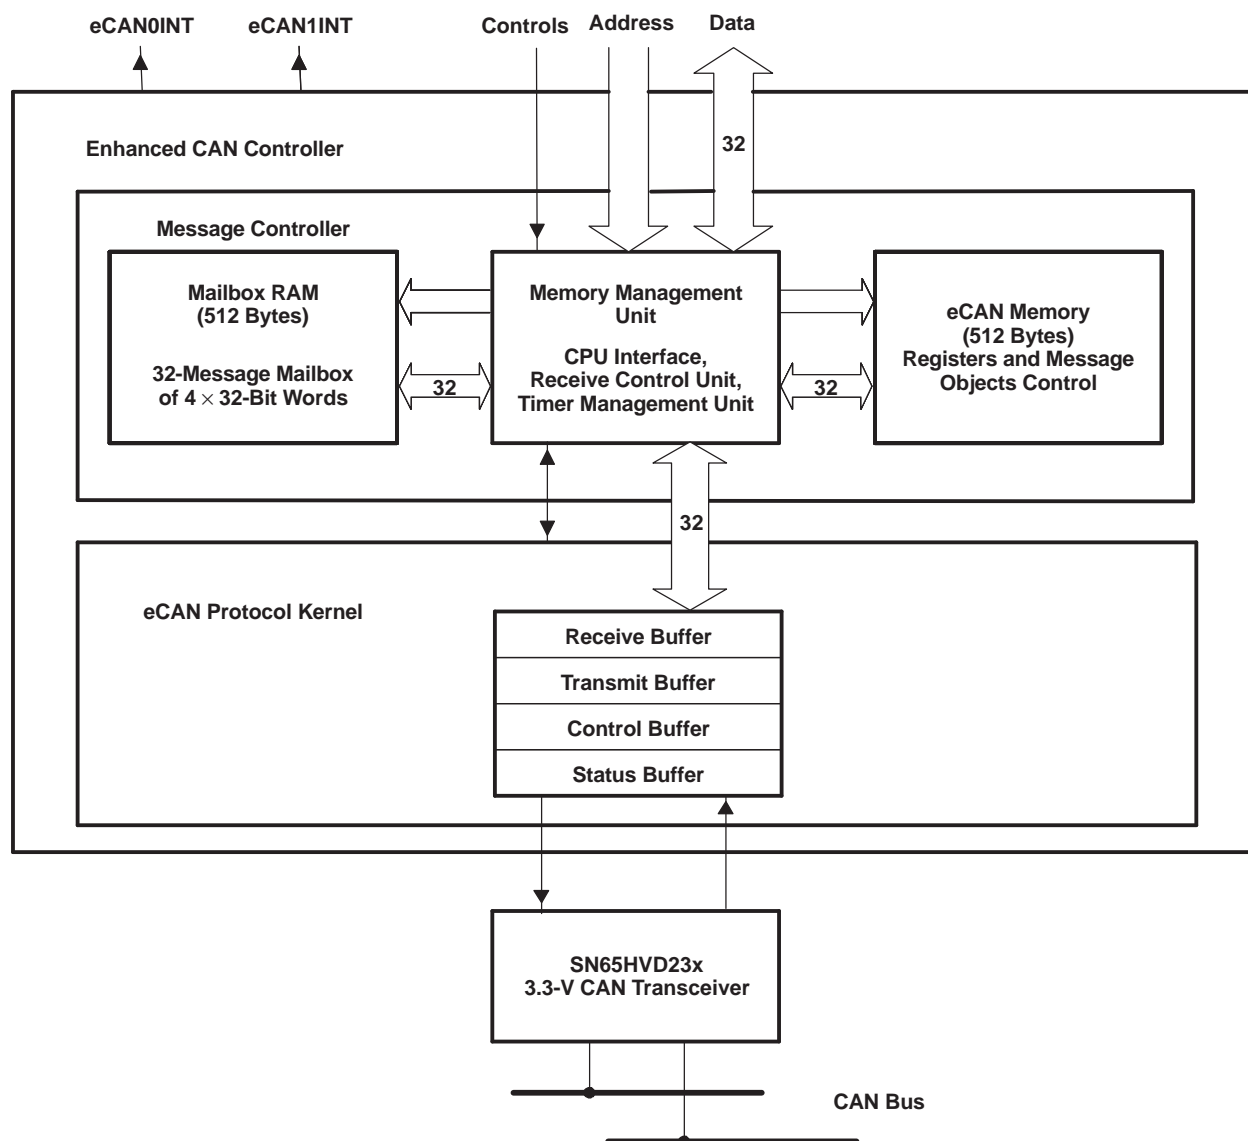 eCAN0INT eCAN1INT Controls Address Data
32
Enhanced CAN Controller
Message Controller
Mailbox RAM
(512 Bytes)
32-Message Mailbox
of 4 × 32-Bit Words
32
Memory Management
Unit
CPU Interface,
Receive Control Unit,
Timer Management Unit
32
eCAN Memory
(512 Bytes)
Registers and Message
Objects Control
32
eCAN Protocol Kernel
Receive Buffer
Transmit Buffer
Control Buffer
Status Buffer
SN65HVD23x
3.3-V CAN Transceiver
CAN Bus